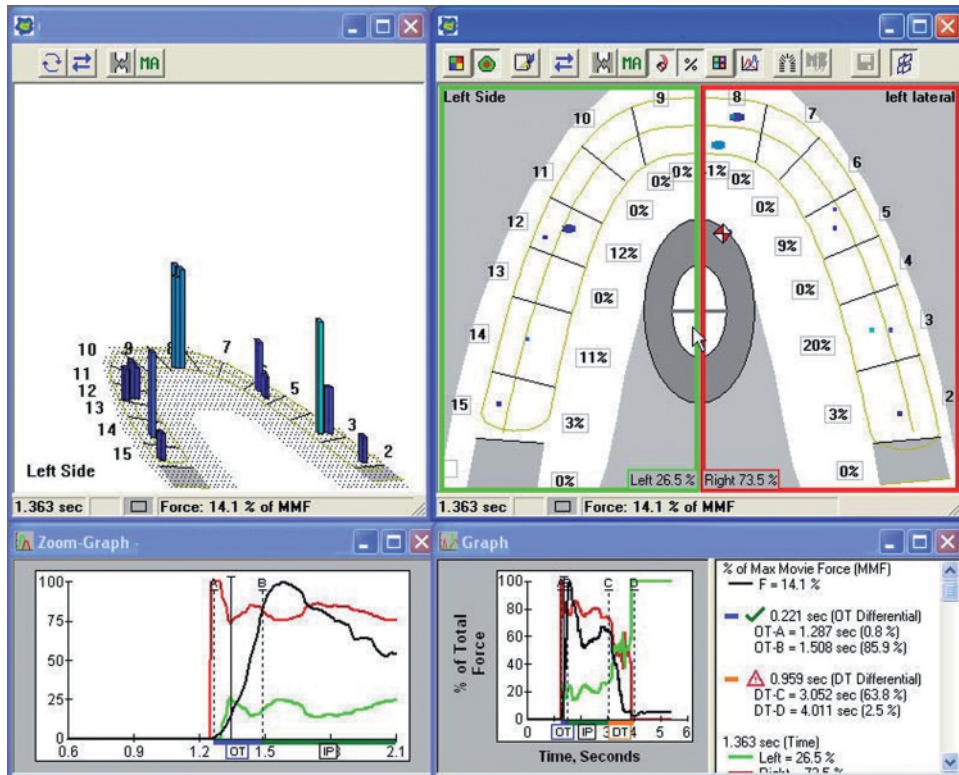 MA
MA
%
MB
Left Side
left lateral
9
8
10
7
11
6
12
5
13
4
14
3
15
2
0%
0%
0%
0%
0%
0%
12%
9%
0%
0%
11%
20%
3%
3%
0%
0%
Left 26.5 %
Right 73.5 %
10
9
8
7
11
12
5
13
14
3
15
2
Left Side
1.363 sec
Force: 14.1 % of MMF
1.363 sec
Force: 14.1 % of MMF
Zoom-Graph -
100
75
50
25
0
A
B
OT
IP
0.6
0.9
1.2
1.5
1.8
2.1
Graph
% of Total
Force
100
80
60
40
20
0
A
C
D
OT
IP
DT
0
1
3
4
5
6
Time, Seconds
% of Max Movie Force (MMF)
F = 14.1 %
0.221 sec (OT Differential)
OT-A = 1.287 sec (0.8 %)
OT-B = 1.508 sec (85.9 %)
0.959 sec (DT Differential)
DT-C = 3.052 sec (63.8 %)
DT-D = 4.011 sec (2.5 %)
1.363 sec (Time)
Left = 26.5 %
Right = 73.5 %